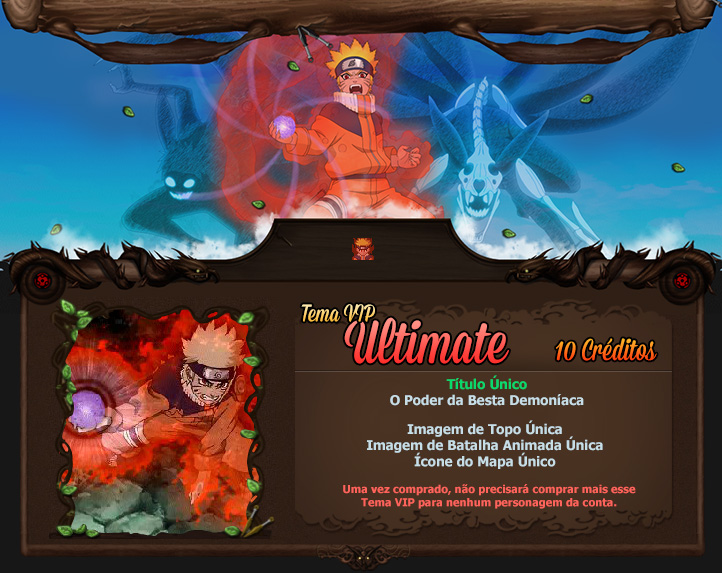 Tema VIP
Ultimate
10 Créditos
Título Único
O Poder da Besta Demoníaca
Imagem de Topo Única
Imagem de Batalha Animada Única
Ícone do Mapa Único
Uma vez comprado, não precisará comprar mais esse
Tema VIP para nenhum personagem da conta.